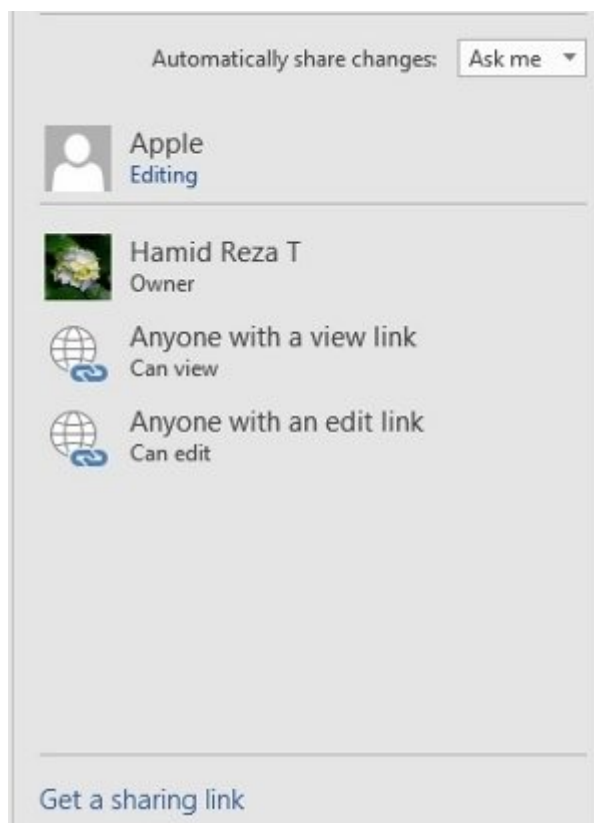 Automatically share changes: Ask me
Apple
Editing
Hamid Reza T
Owner
Anyone with a view link
Can view
Anyone with an edit link
Can edit
Get a sharing link